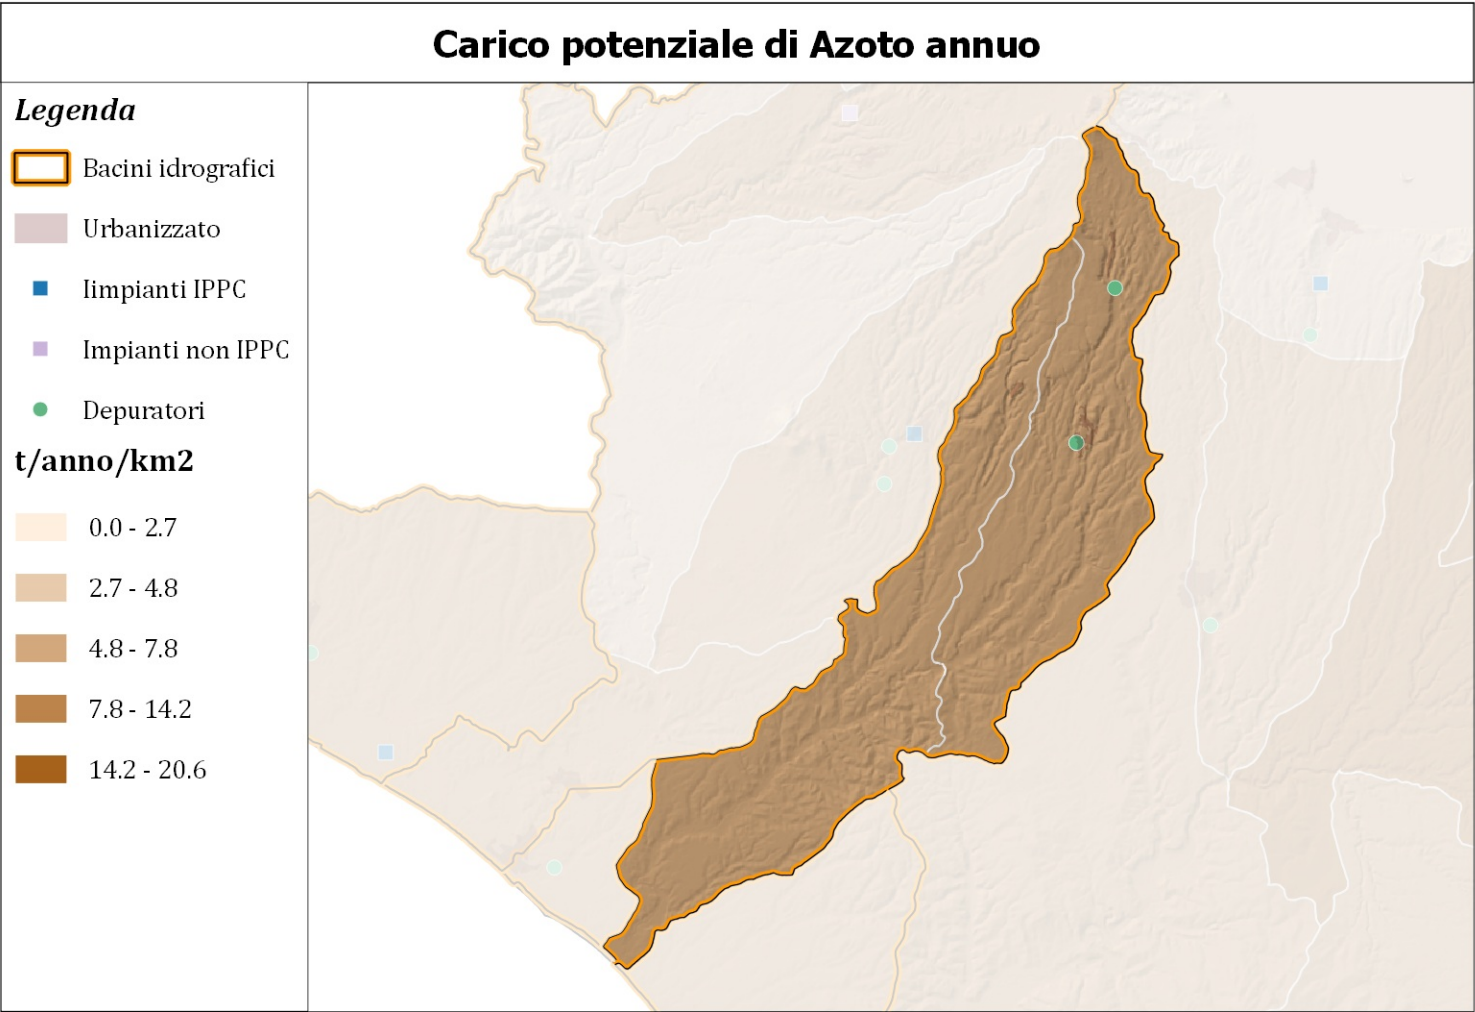 Carico potenziale di Azoto annuo
Legenda
Bacini idrografici
Urbanizzato
Iimpianti IPPC
Impianti non IPPC
Depuratori
t/anno/km2
0.0 - 2.7
2.7 - 4.8
4.8 - 7.8
7.8 - 14.2
14.2 - 20.6